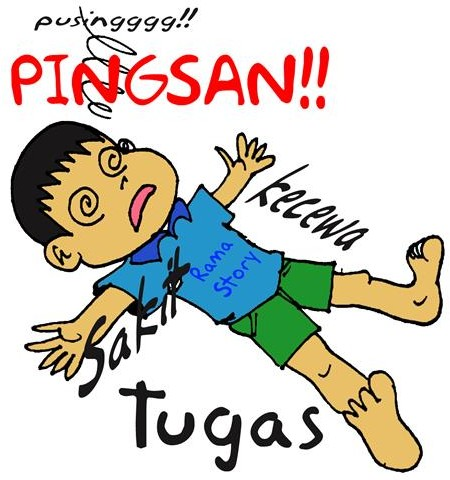 pusingggg!!
PINGSAN!!
kecewa
Rama
Story
Sakit
Tugas